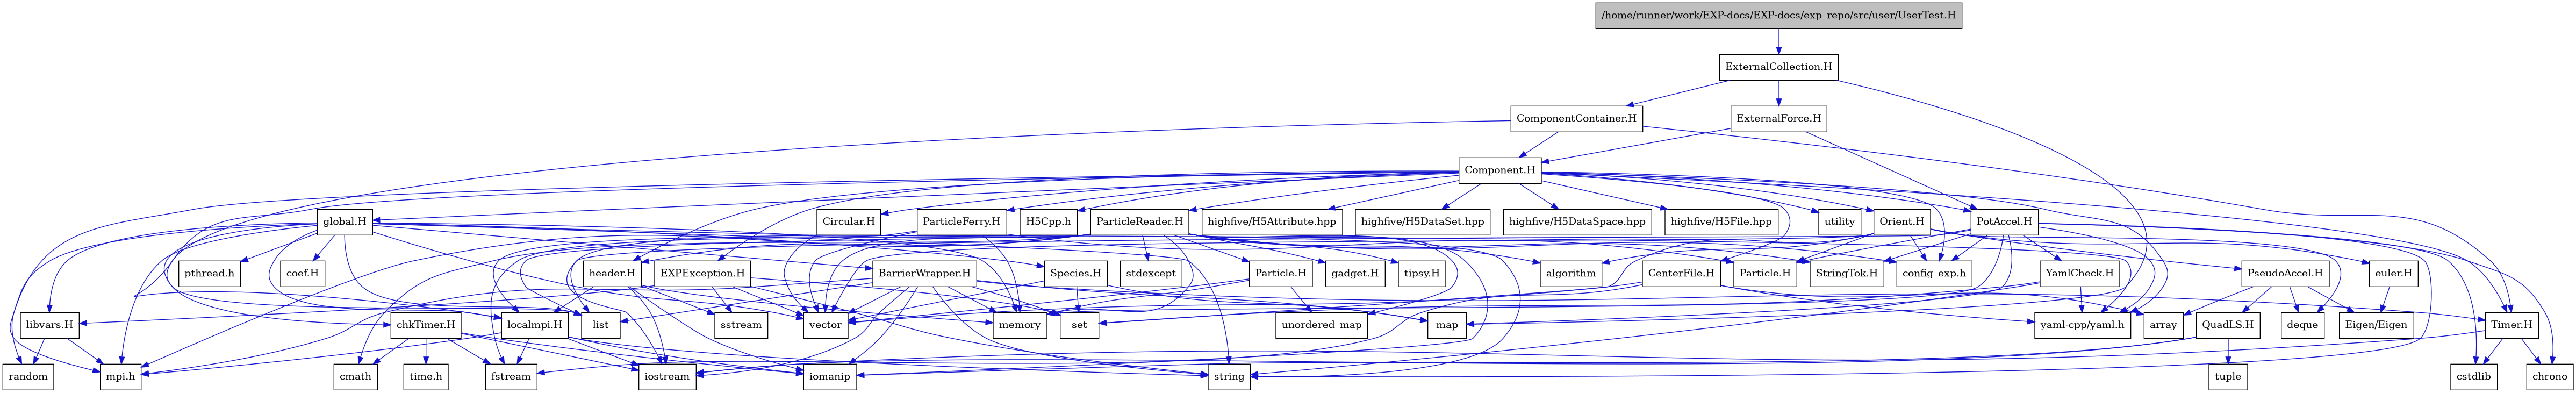 /home/runner/work/EXP-docs/EXP-docs/exp_repo/src/user/UserTest.H
ExternalCollection.H
ComponentContainer.H
ExternalForce.H
Component.H
global.H
Circular.H
ParticleFerry.H
H5Cpp.h
ParticleReader.H
highfive/H5Attribute.hpp
highfive/H5DataSet.hpp
highfive/H5DataSpace.hpp
highfive/H5File.hpp
utility
Orient.H
PotAccel.H
pthread.h
coef.H
header.H
EXPException.H
BarrierWrapper.H
Species.H
stdexcept
Particle.H
gadget.H
tipsy.H
algorithm
CenterFile.H
Particle.H
StringTok.H
config_exp.h
YamlCheck.H
PseudoAccel.H
euler.H
libvars.H
chkTimer.H
localmpi.H
list
sstream
vector
memory
set
unordered_map
map
yaml-cpp/yaml.h
array
QuadLS.H
deque
Eigen/Eigen
Timer.H
random
mpi.h
cmath
time.h
fstream
iostream
iomanip
string
tuple
cstdlib
chrono